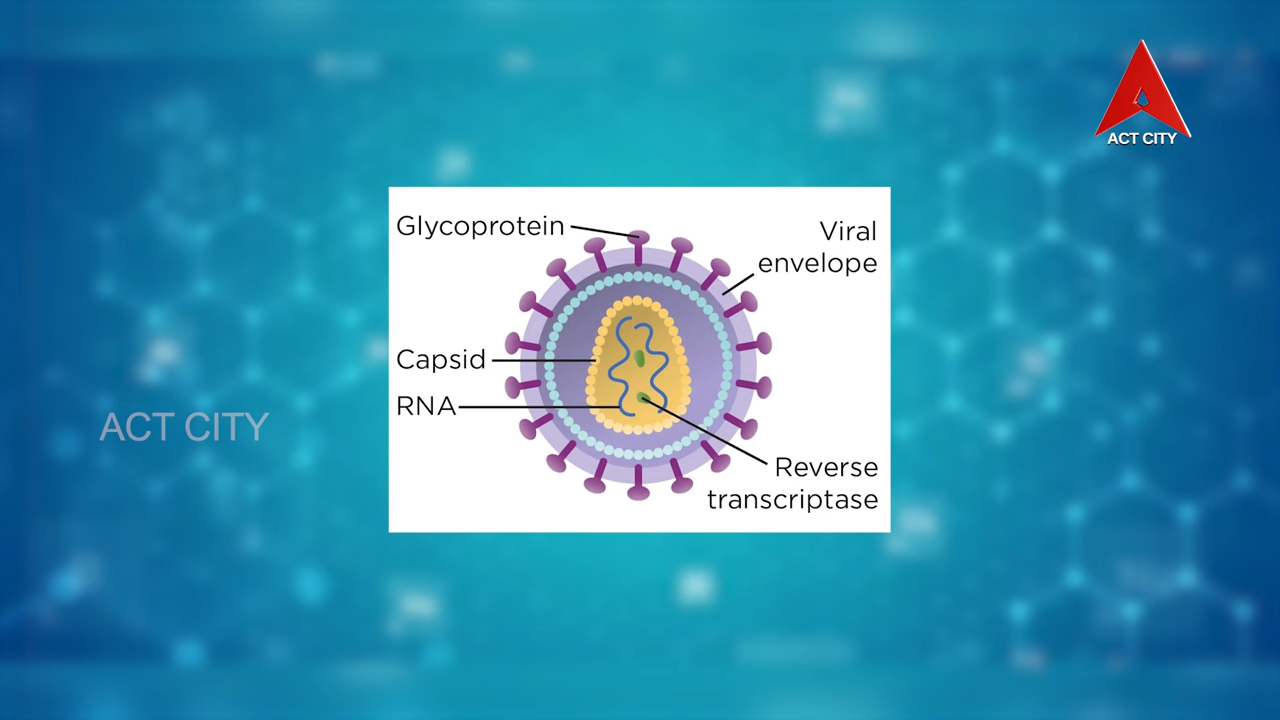 ACT CITY
Glycoprotein
Viral
envelope
Capsid
RNA
ACT CITY
Reverse
transcriptase